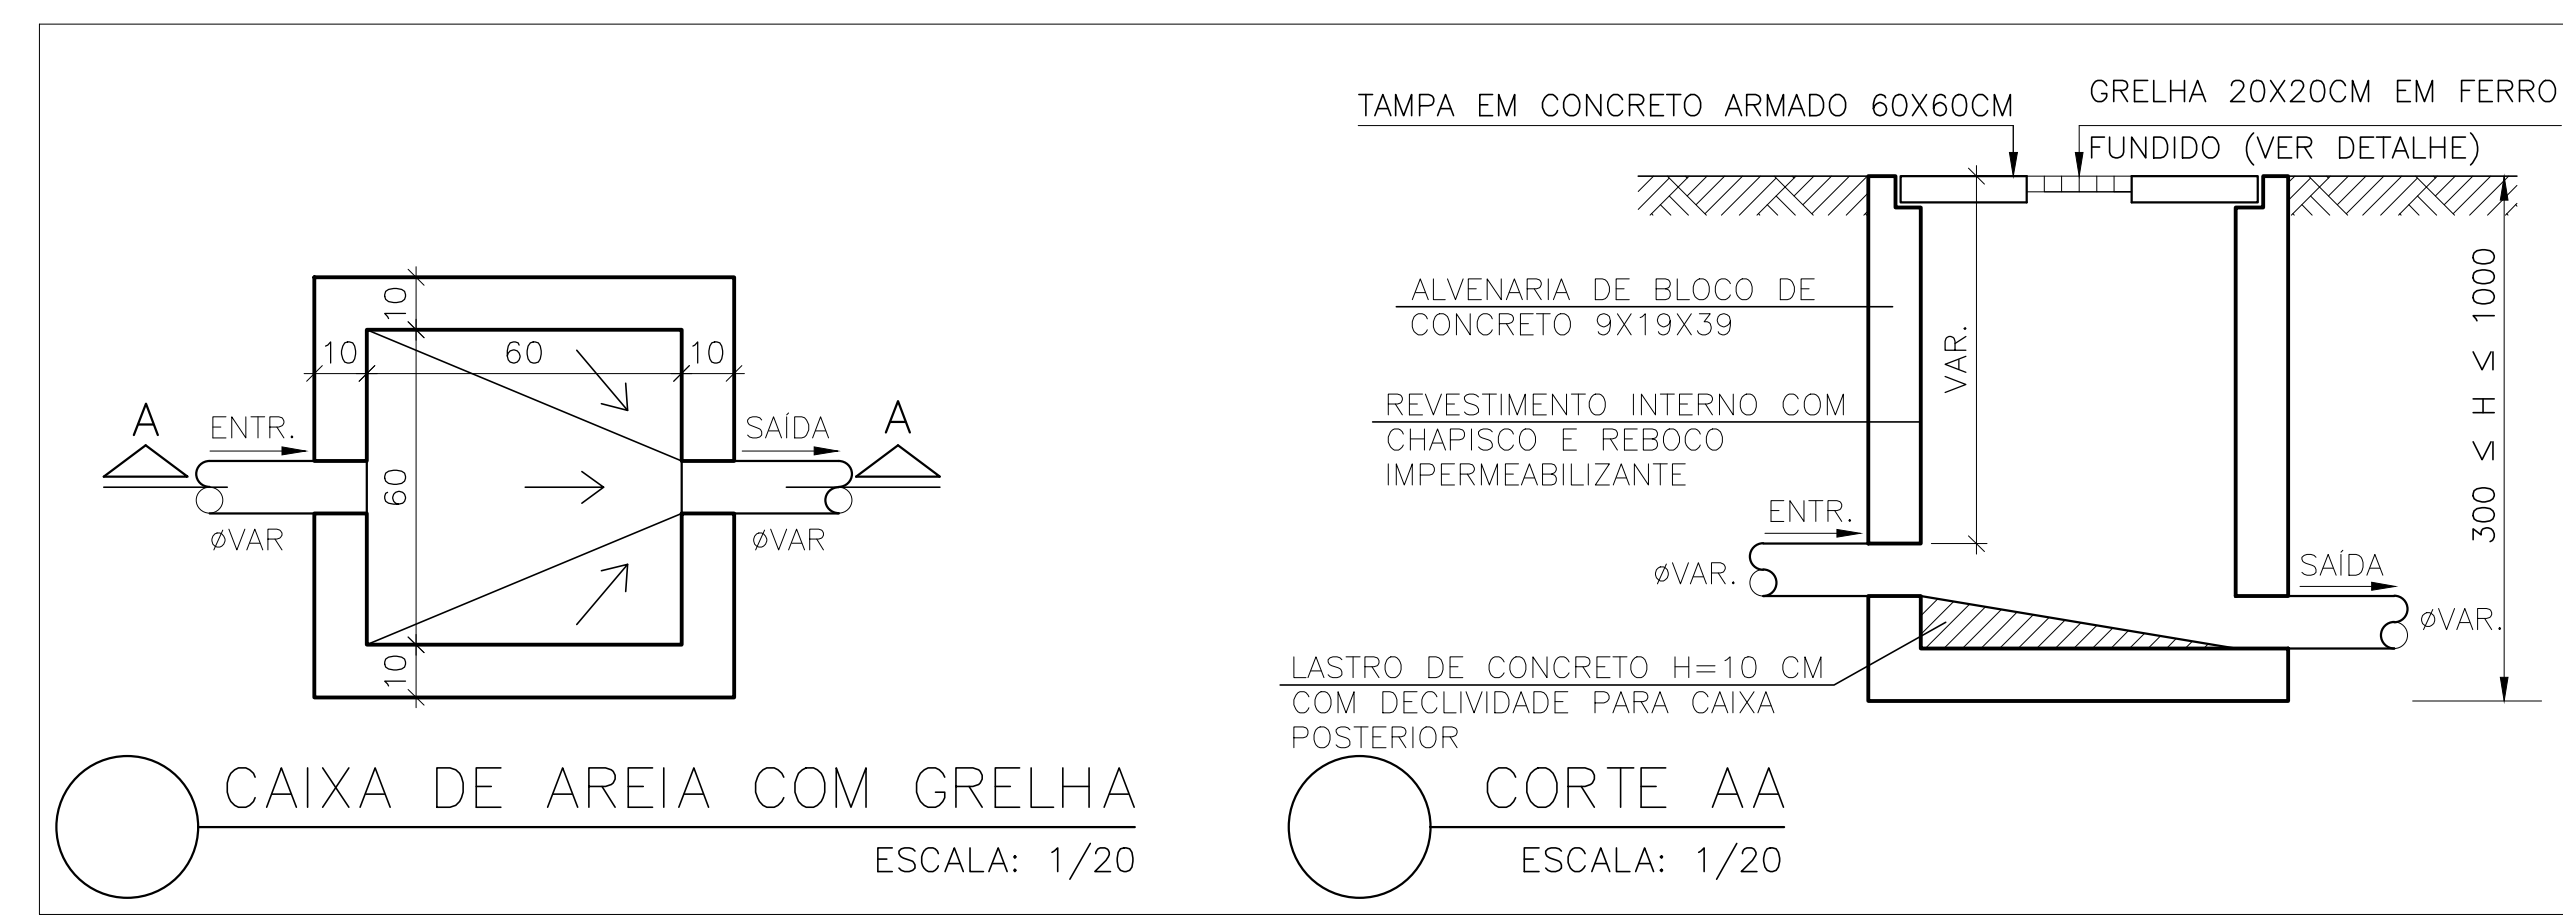 10
10
60
10
A
ENTR.
60
SAÍDA
A
øVAR
øVAR
10
CAIXA DE AREIA COM GRELHA
ESCALA: 1/20
TAMPA EM CONCRETO ARMADO 60X60CM
GRELHA 20X20CM EM FERRO
FUNDIDO (VER DETALHE)
ALVENARIA DE BLOCO DE
CONCRETO 9X19X39
VAR.
300 ≤ H ≤ 1000
REVESTIMENTO INTERNO COM
CHAPISCO E REBOCO
IMPERMEABILIZANTE
ENTR.
øVAR.
SAÍDA
øVAR.
LASTRO DE CONCRETO H=10 CM
COM DECLIVIDADE PARA CAIXA
POSTERIOR
CORTE AA
ESCALA: 1/20